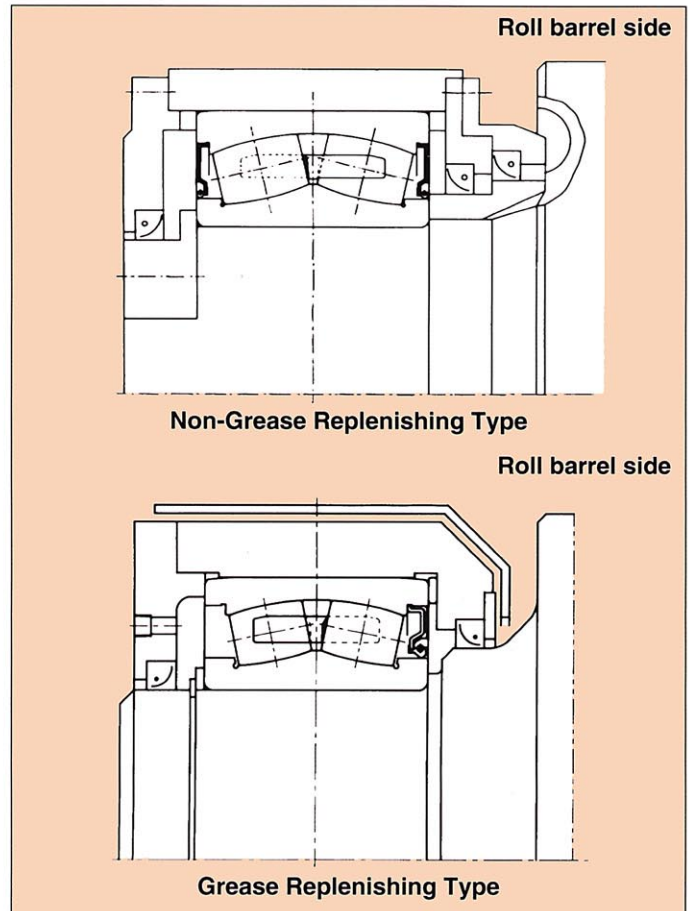 Roll barrel side
Non-Grease Replenishing Type
Roll barrel side
Grease Replenishing Type